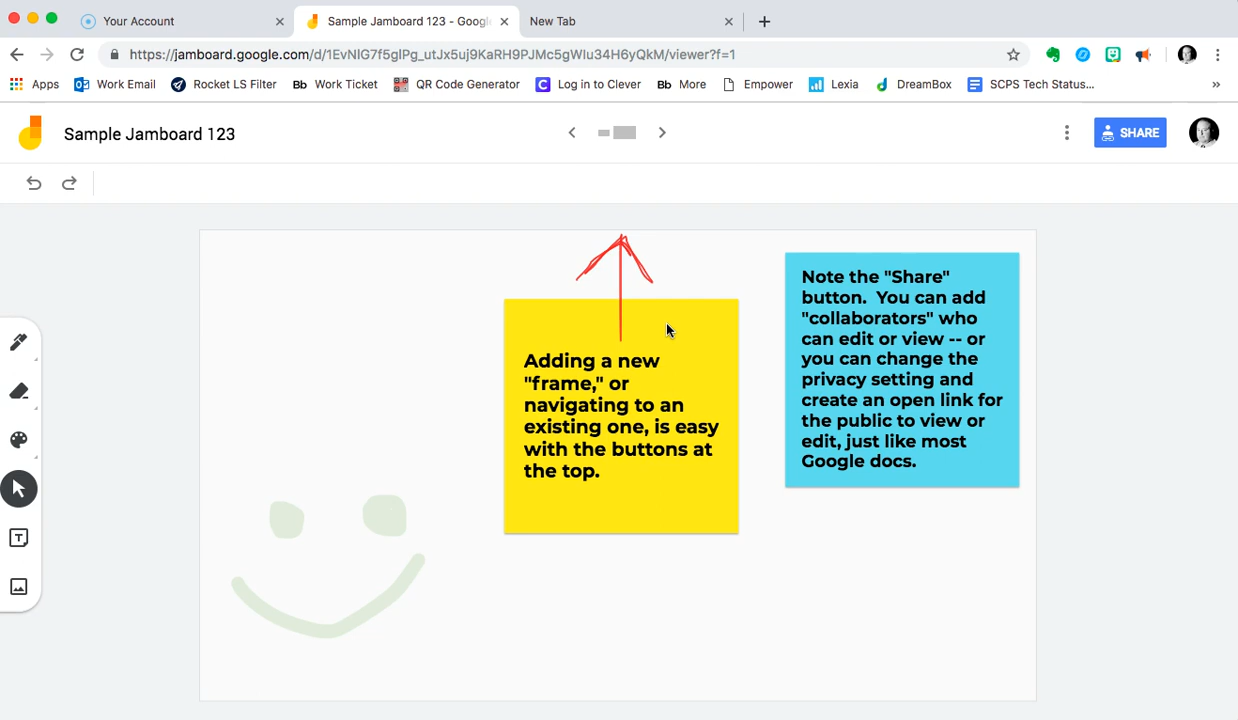 Your Account
Sample Jamboard 123 - Googl
New Tab
https://jamboard.google.com/d/1EvNIG7f5gIPg_utJx5uj9KaRH9PJMc5gWlu34H6yQkM/viewer?f=1
Apps
Work Email
Rocket LS Filter
Bb Work Ticket
QR Code Generator
Log in to Clever
Bb More
Empower
Lexia
DreamBox
SCPS Tech Status...
Sample Jamboard 123
SHARE
Adding a new
"frame," or
navigating to an
existing one, is easy
with the buttons at
the top.
Note the "Share"
button. You can add
"collaborators" who
can edit or view -- or
you can change the
privacy setting and
create an open link for
the public to view or
edit, just like most
Google docs.